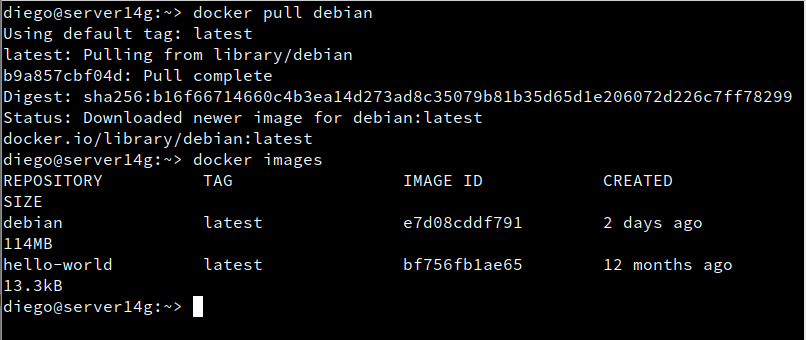 diego@server14g:~> docker pull debian
Using default tag: latest
latest: Pulling from library/debian
b9a857cbf04d: Pull complete
Digest: sha256:b16f66714660c4b3ea14d273ad8c35079b81b35d65d1e206072d226c7ff78299
Status: Downloaded newer image for debian:latest
docker.io/library/debian:latest
diego@server14g:~> docker images
REPOSITORY          TAG                 IMAGE ID            CREATED
SIZE
debian              latest              e7d08cddf791        2 days ago
114MB
hello-world         latest              bf756fb1ae65        12 months ago
13.3kB
diego@server14g:~>